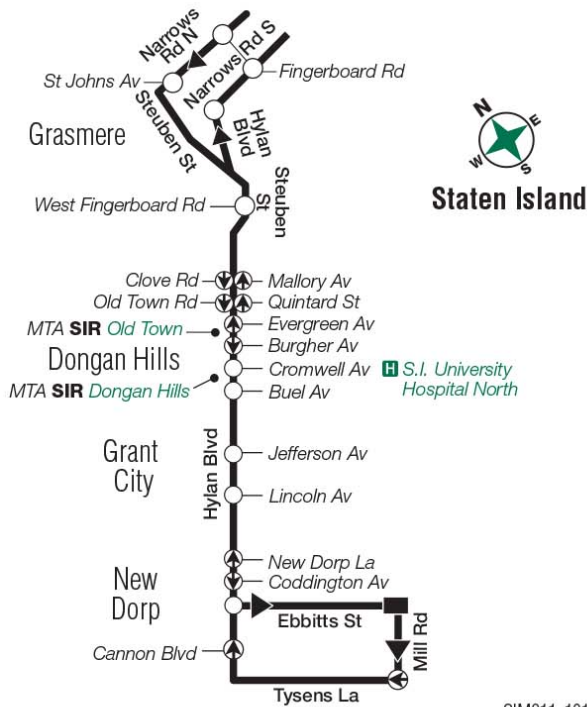 Narrows
Rd N
Narrows Rd S
St Johns Av
Fingerboard Rd
Steuben St
Hylan
Blvd
Grasmere
N
E
W
S
Staten Island
West Fingerboard Rd
Steuben
St
Clove Rd
Mallory Av
Old Town Rd
Quintard St
MTA SIR Old Town
Evergreen Av
Burgher Av
Dongan Hills
Cromwell Av
H S.I. University
Hospital North
MTA SIR Dongan Hills
Buel Av
Grant
City
Jefferson Av
Hylan Blvd
Lincoln Av
New Dorp La
Coddington Av
New
Dorp
Ebbitts St
Mill Rd
Cannon Blvd
Tysens La